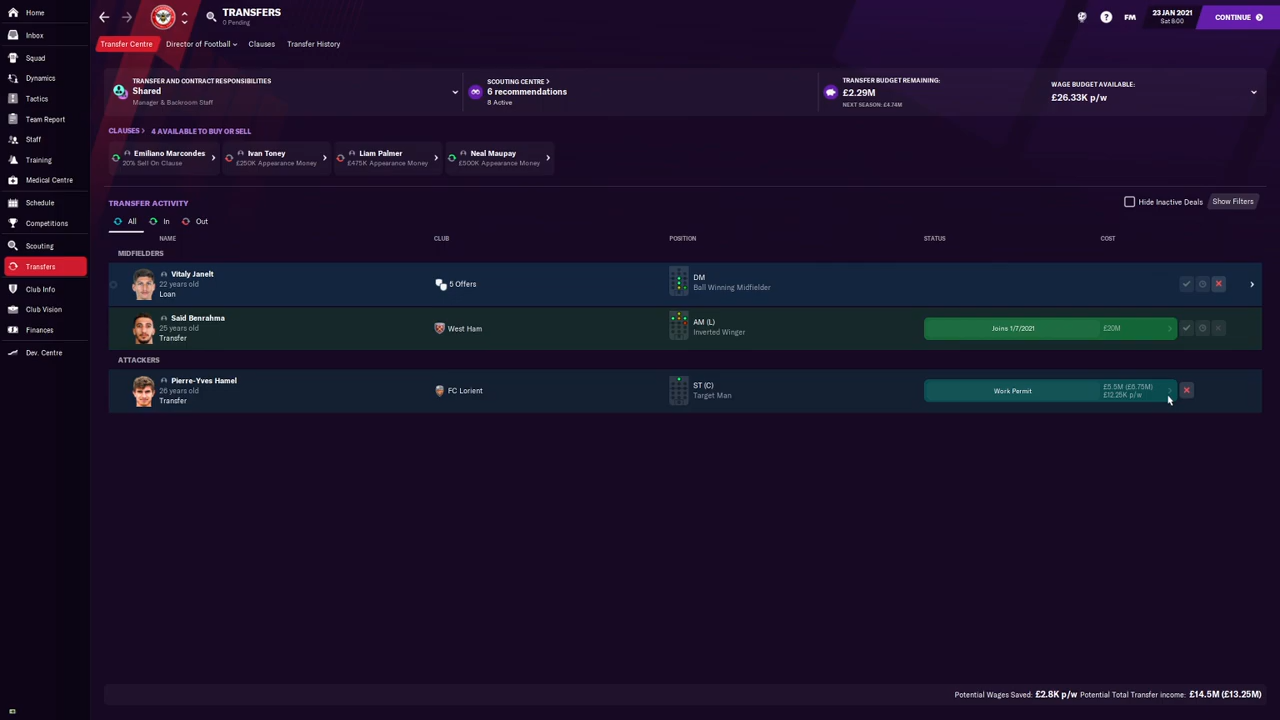 Home
TRANSFERS
0 Pending
FM
23 JAN 2021
Sat 8:00
CONTINUE
Inbox
Squad
Dynamics
Tactics
Team Report
Staff
Training
Medical Centre
Schedule
Competitions
Scouting
Transfers
Club Info
Club Vision
Finances
Dev. Centre
Transfer Centre
Director of Football
Clauses
Transfer History
TRANSFER AND CONTRACT RESPONSIBILITIES
Shared
Manager & Backroom Staff
SCOUTING CENTRE >
6 recommendations
8 Active
TRANSFER BUDGET REMAINING:
£2.29M
NEXT SEASON: £4.74M
WAGE BUDGET AVAILABLE:
£26.33K p/w
CLAUSES > 4 AVAILABLE TO BUY OR SELL
Emiliano Marcondes
20% Sell On Clause
Ivan Toney
£250K Appearance Money
Liam Palmer
£475K Appearance Money
Neal Maupay
£500K Appearance Money
TRANSFER ACTIVITY
Hide Inactive Deals
Show Filters
All
In
Out
NAME CLUB POSITION STATUS COST
MIDFIELDERS
Vitaly Janelt
22 years old
Loan
5 Offers
DM
Ball Winning Midfielder
Saïd Benrahma
25 years old
Transfer
West Ham
AM (L)
Inverted Winger
Joins 1/7/2021
£20M
ATTACKERS
Pierre-Yves Hamel
26 years old
Transfer
FC Lorient
ST (C)
Target Man
Work Permit
£5.5M (£6.75M)
£12.25K p/w
Potential Wages Saved: £2.8K p/w Potential Total Transfer income: £14.5M (£13.25M)